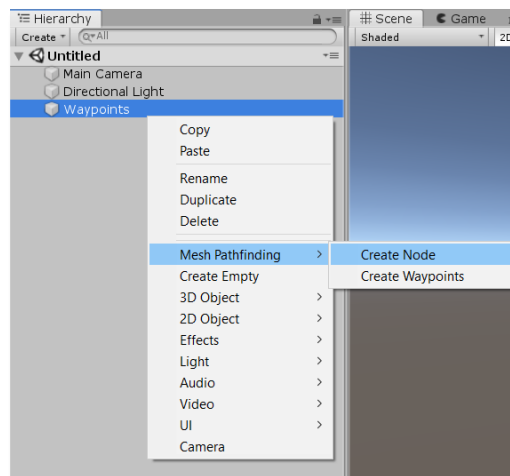 Hierarchy
# Scene
Game
Create
All
Shaded
2D
Untitled
Main Camera
Directional Light
Waypoints
Copy
Paste
Rename
Duplicate
Delete
Mesh Pathfinding >
Create Node
Create Empty
Create Waypoints
3D Object >
2D Object >
Effects >
Light >
Audio >
Video >
UI >
Camera